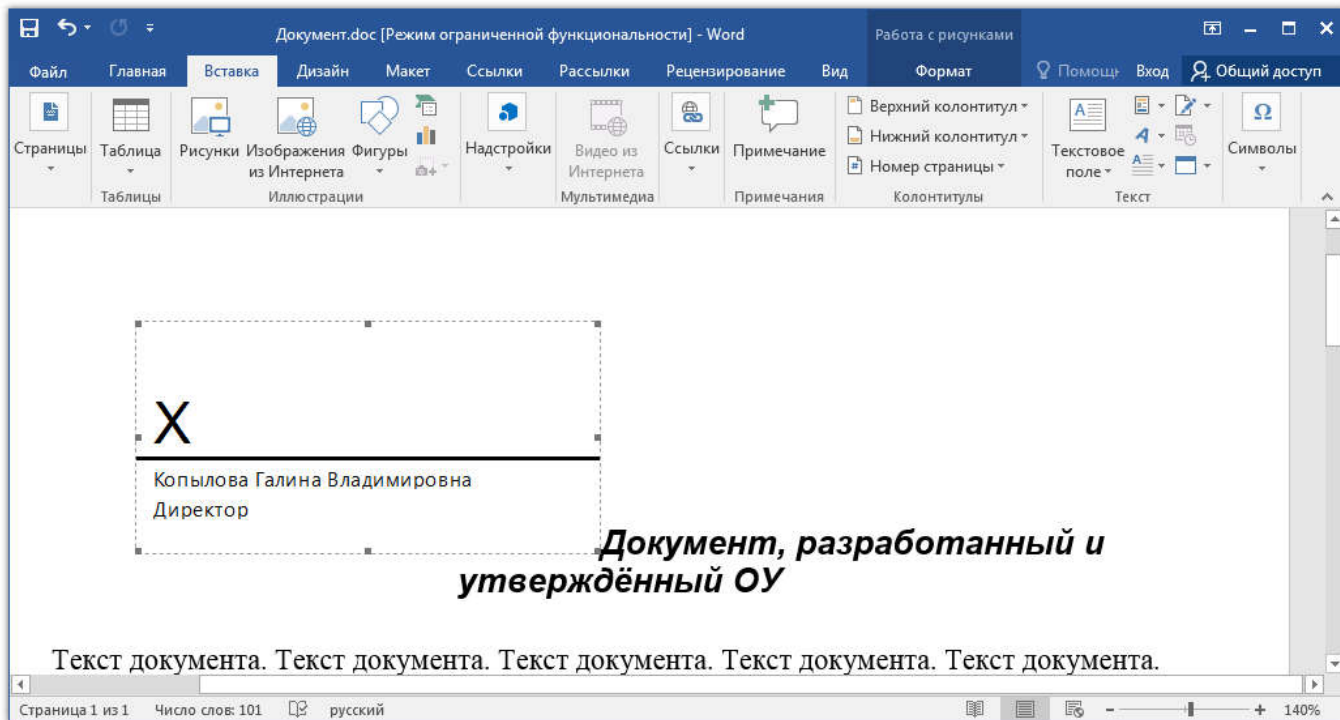 Документ.doc [Режим ограниченной функциональности] - Word
Работа с рисунками
Файл Главная Вставка Дизайн Макет Ссылки Рассылки Рецензирование Вид Формат Помощь Вход Общий доступ
Страницы
Таблица
Рисунки
Изображения из Интернета
Фигуры
Надстройки
Видео из Интернета
Ссылки
Примечание
Верхний колонтитул
Нижний колонтитул
Номер страницы
Текстовое поле
Символы
Таблицы Иллюстрации Мультимедиа Примечания Колонтитулы Текст
X
Копылова Галина Владимировна
Директор
Документ, разработанный и
утверждённый ОУ
Текст документа. Текст документа. Текст документа. Текст документа. Текст документа.
Страница 1 из 1 Число слов: 101 русский 140%